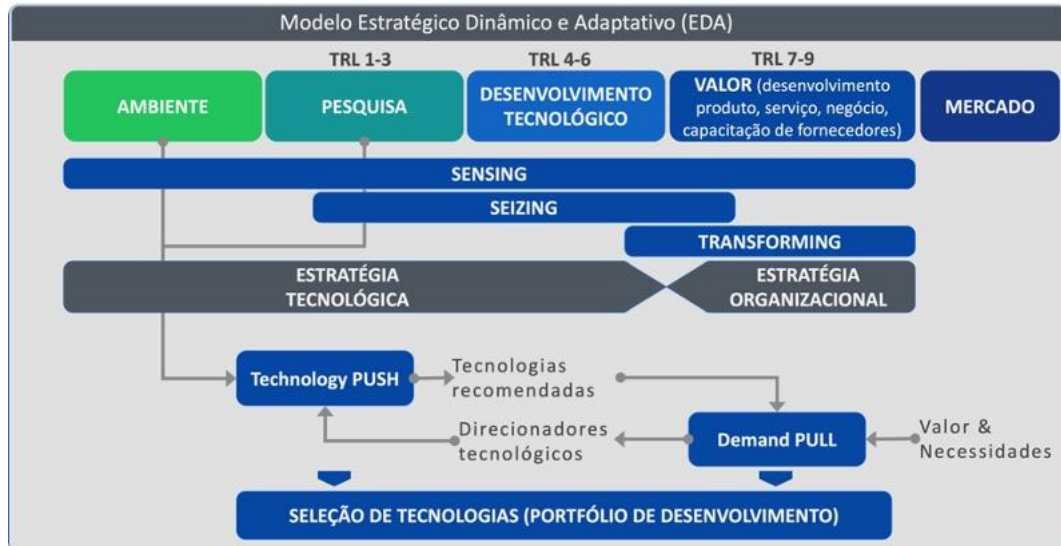 Modelo Estratégico Dinâmico e Adaptativo (EDA)
TRL 1-3
TRL 4-6
TRL 7-9
AMBIENTE
PESQUISA
DESENVOLVIMENTO
TECNOLÓGICO
VALOR (desenvolvimento
produto, serviço, negócio,
capacitação de fornecedores)
MERCADO
SENSING
SEIZING
TRANSFORMING
ESTRATÉGIA
TECNOLÓGICA
ESTRATÉGIA
ORGANIZACIONAL
Technology PUSH
Tecnologias
recomendadas
Direcionadores
tecnológicos
Demand PULL
Valor &
Necessidades
SELEÇÃO DE TECNOLOGIAS (PORTFÓLIO DE DESENVOLVIMENTO)